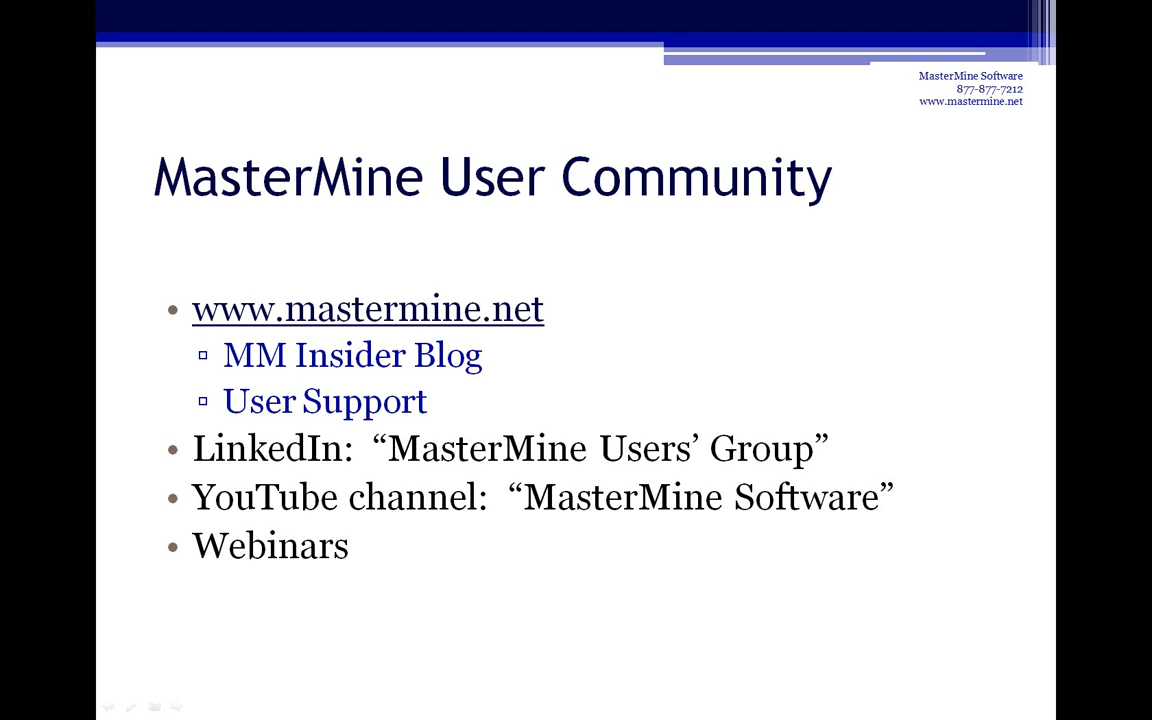 MasterMine Software
877-877-7212
www.mastermine.net
MasterMine User Community
• www.mastermine.net
▫ MM Insider Blog
▫ User Support
• LinkedIn: “MasterMine Users’ Group”
• YouTube channel: “MasterMine Software”
• Webinars